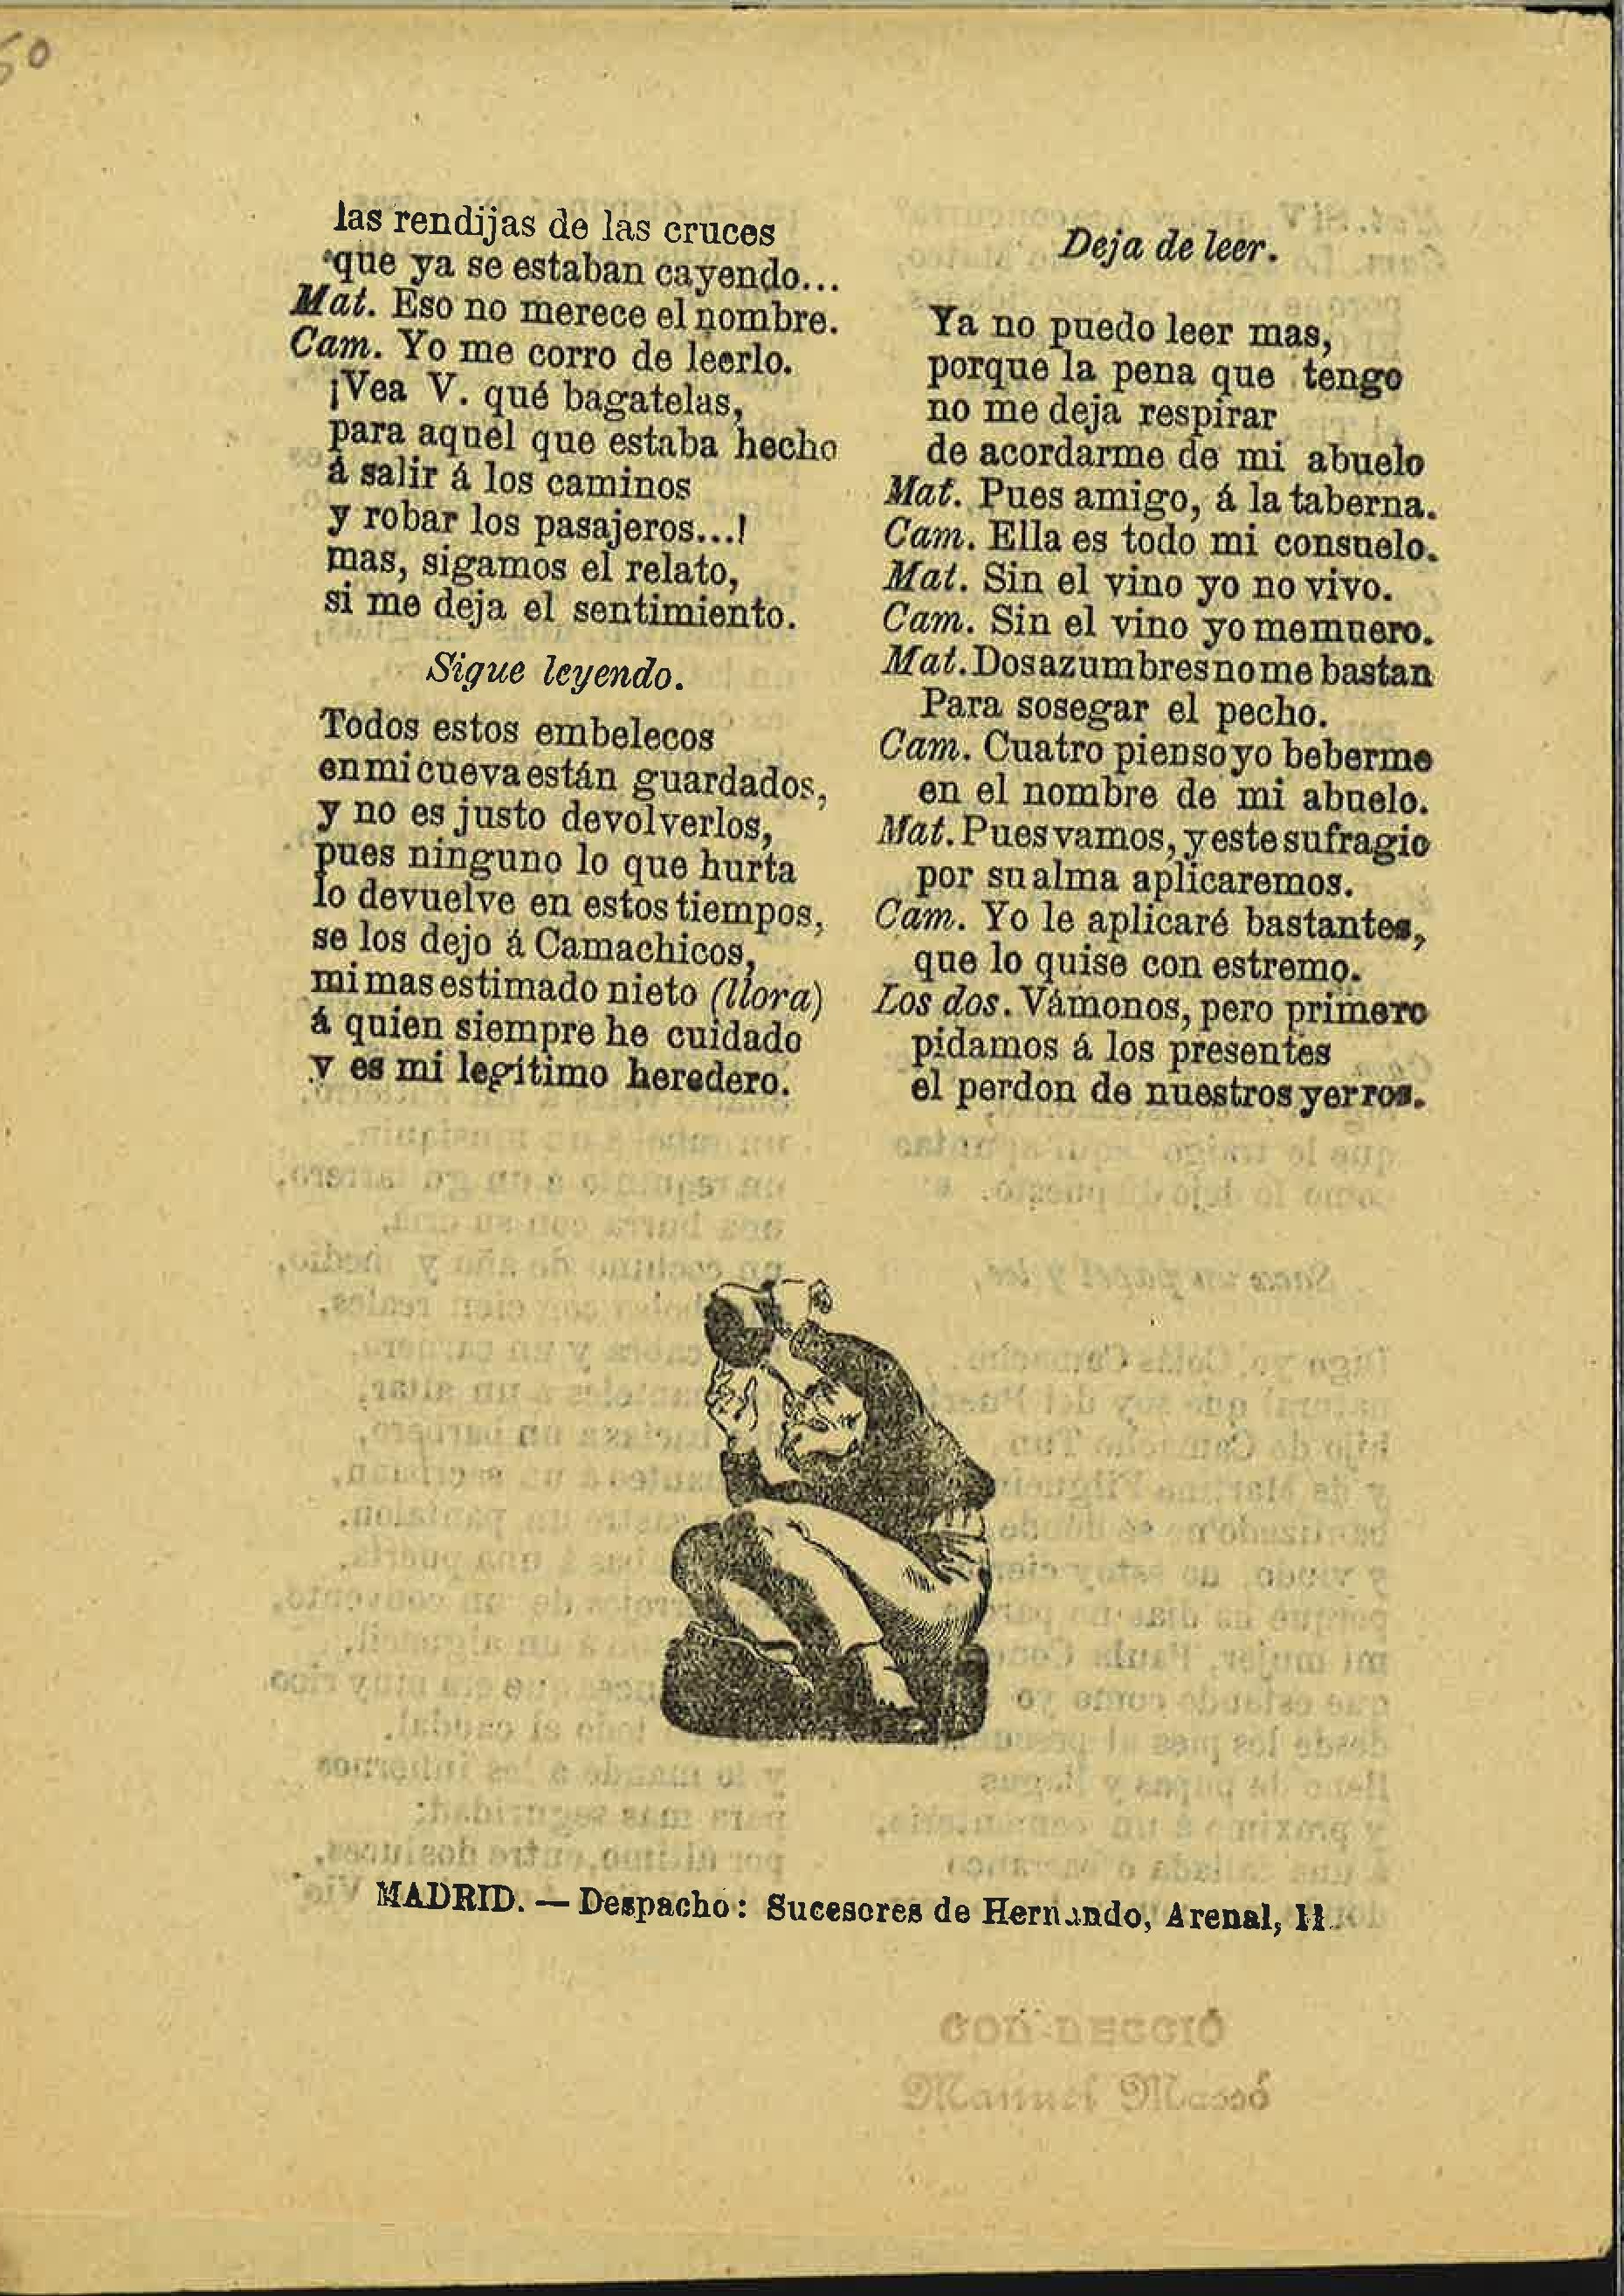 50
las rendijas de las cruces
que ya se estaban cayendo...
Mat. Eso no merece el nombre.
Cam. Yo me corro de leerlo.
¡Vea V. qué bagatelas,
para aquel que estaba hecho
á salir á los caminos
y robar los pasajeros...!
mas, sigamos el relato,
si me deja el sentimiento.
Sigue leyendo.
Todos estos embelecos
en mi cueva están guardados,
y no es justo devolverlos,
pues ninguno lo que hurta
lo devuelve en estos tiempos,
se los dejo á Camachicos,
mi mas estimado nieto (llora)
á quien siempre he cuidado
y es mi legítimo heredero.
Deja de leer.
Ya no puedo leer mas,
porque la pena que tengo
no me deja respirar
de acordarme de mi abuelo
Mat. Pues amigo, á la taberna.
Cam. Ella es todo mi consuelo.
Mat. Sin el vino yo no vivo.
Cam. Sin el vino yo me muero.
Mat. Dos azumbres no me bastan
Para sosegar el pecho.
Cam. Cuatro pienso yo beberme
en el nombre de mi abuelo.
Mat. Pues vamos, y este sufragio
por su alma aplicaremos.
Cam. Yo le aplicaré bastantes,
que lo quise con estremo.
Los dos. Vámonos, pero primero
pidamos á los presentes
el perdon de nuestros yerros.
MADRID. — Despacho: Sucesores de Hernando, Arenal, 11.
COL·LECCIÓ
Manuel Massó